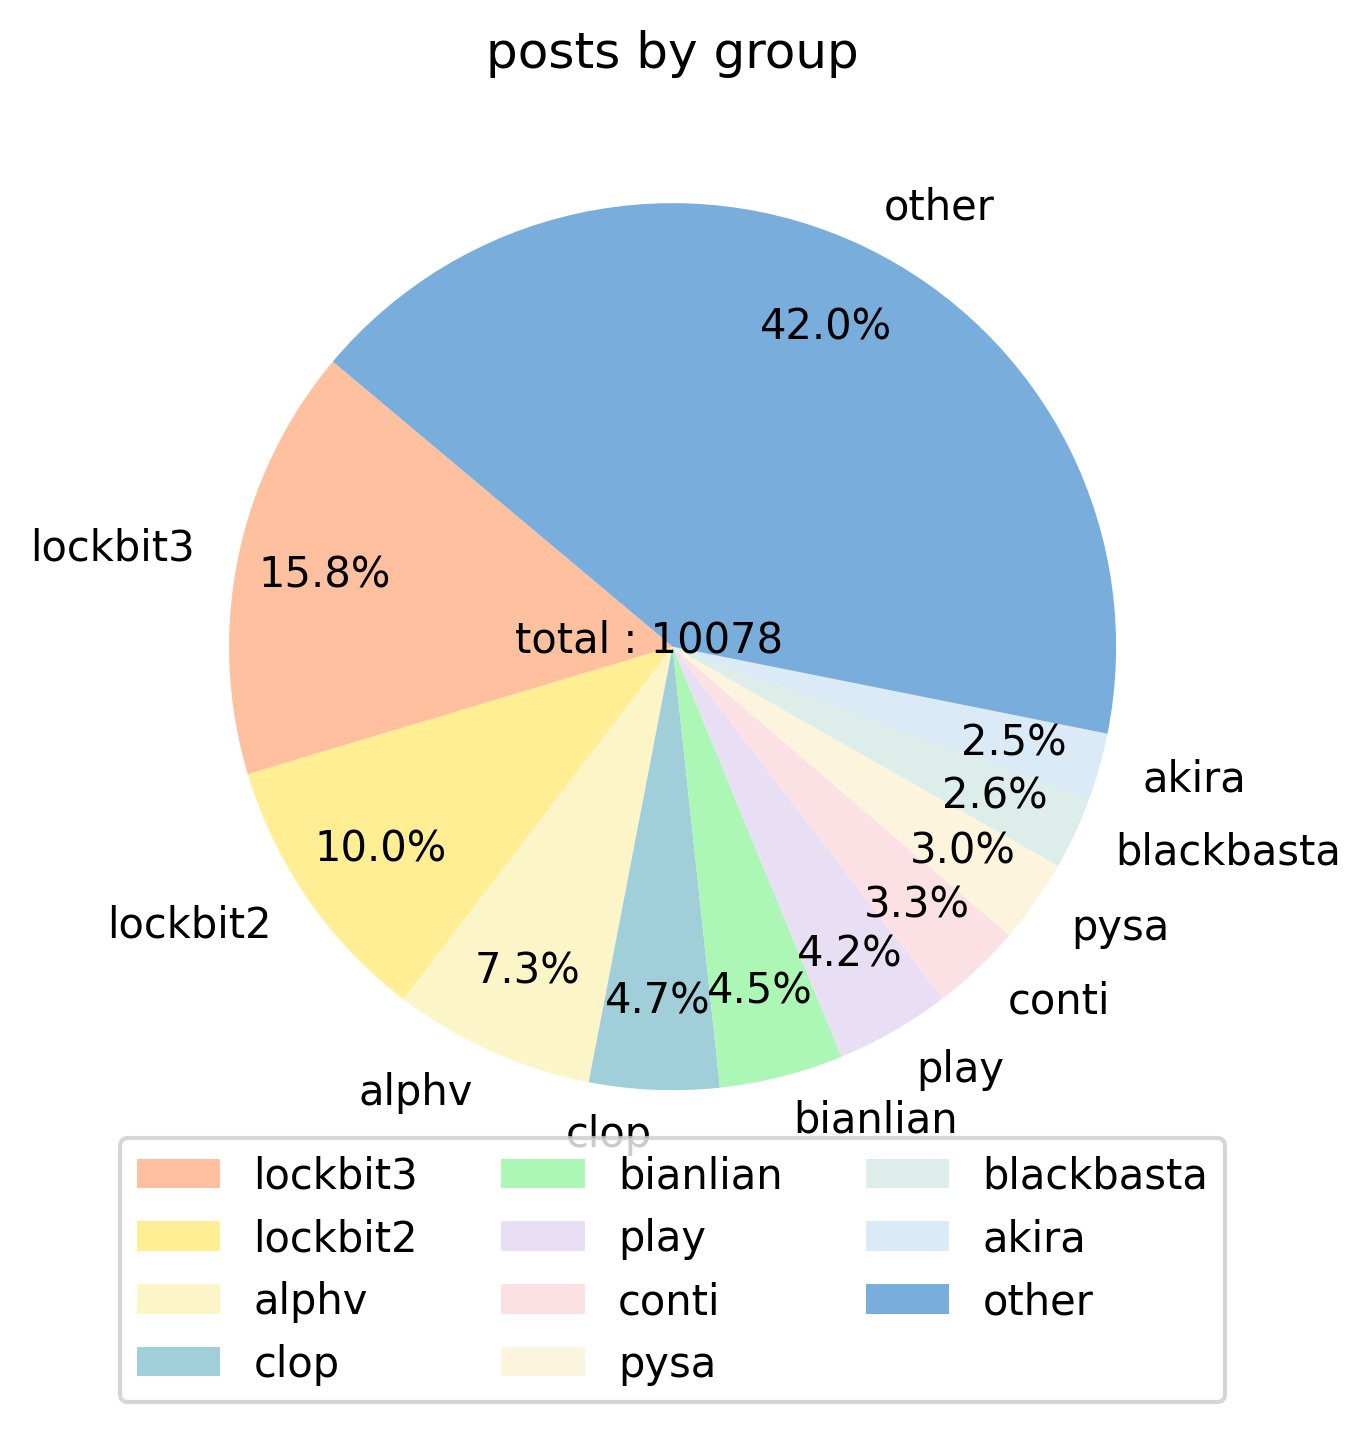 posts by group
other
42.0%
lockbit3
15.8%
total : 10078
2.5%
akira
2.6%
blackbasta
10.0%
3.0%
lockbit2
3.3%
pysa
4.2%
7.3%
4.7%
4.5%
conti
play
alphv
bianlian
clop
lockbit3
lockbit2
alphv
clop
bianlian
play
conti
pysa
blackbasta
akira
other